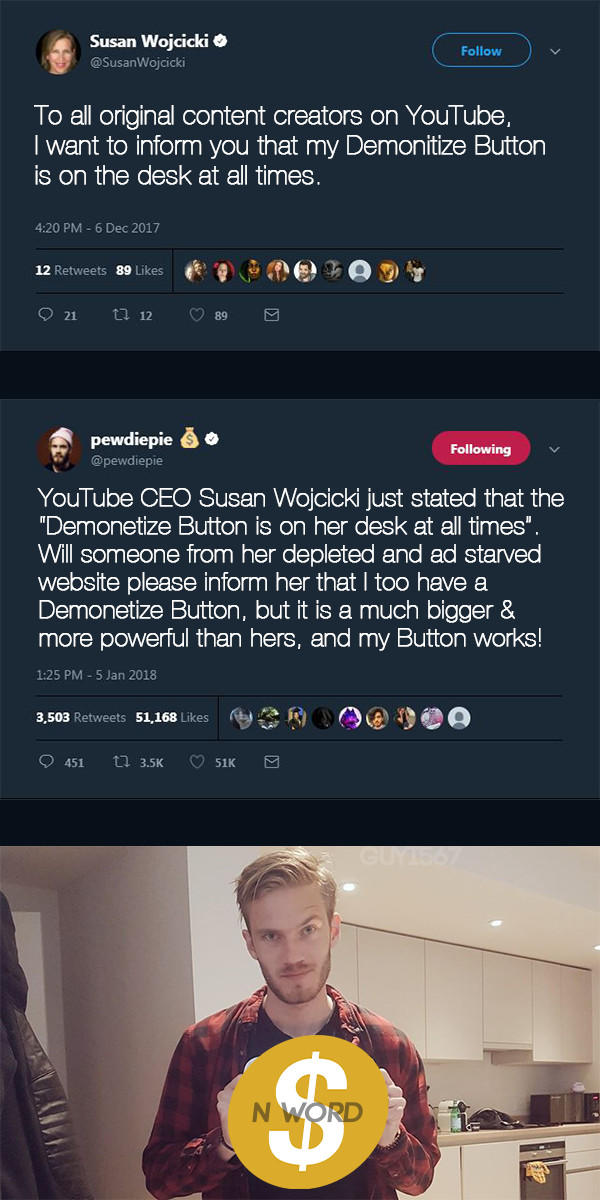 Susan Wojcicki
Follow
@SusanWojcicki
To all original content creators on YouTube,
I want to inform you that my Demonitize Button
is on the desk at all times.
4:20 PM - 6 Dec 2017
12 Retweets 89 Likes
21 12 89
pewdiepie
Following
@pewdiepie
YouTube CEO Susan Wojcicki just stated that the
"Demonetize Button is on her desk at all times".
Will someone from her depleted and ad starved
website please inform her that I too have a
Demonetize Button, but it is a much bigger &
more powerful than hers, and my Button works!
1:25 PM - 5 Jan 2018
3,503 Retweets 51,168 Likes
451 3.5K 51K
GUY1567
$
N WORD